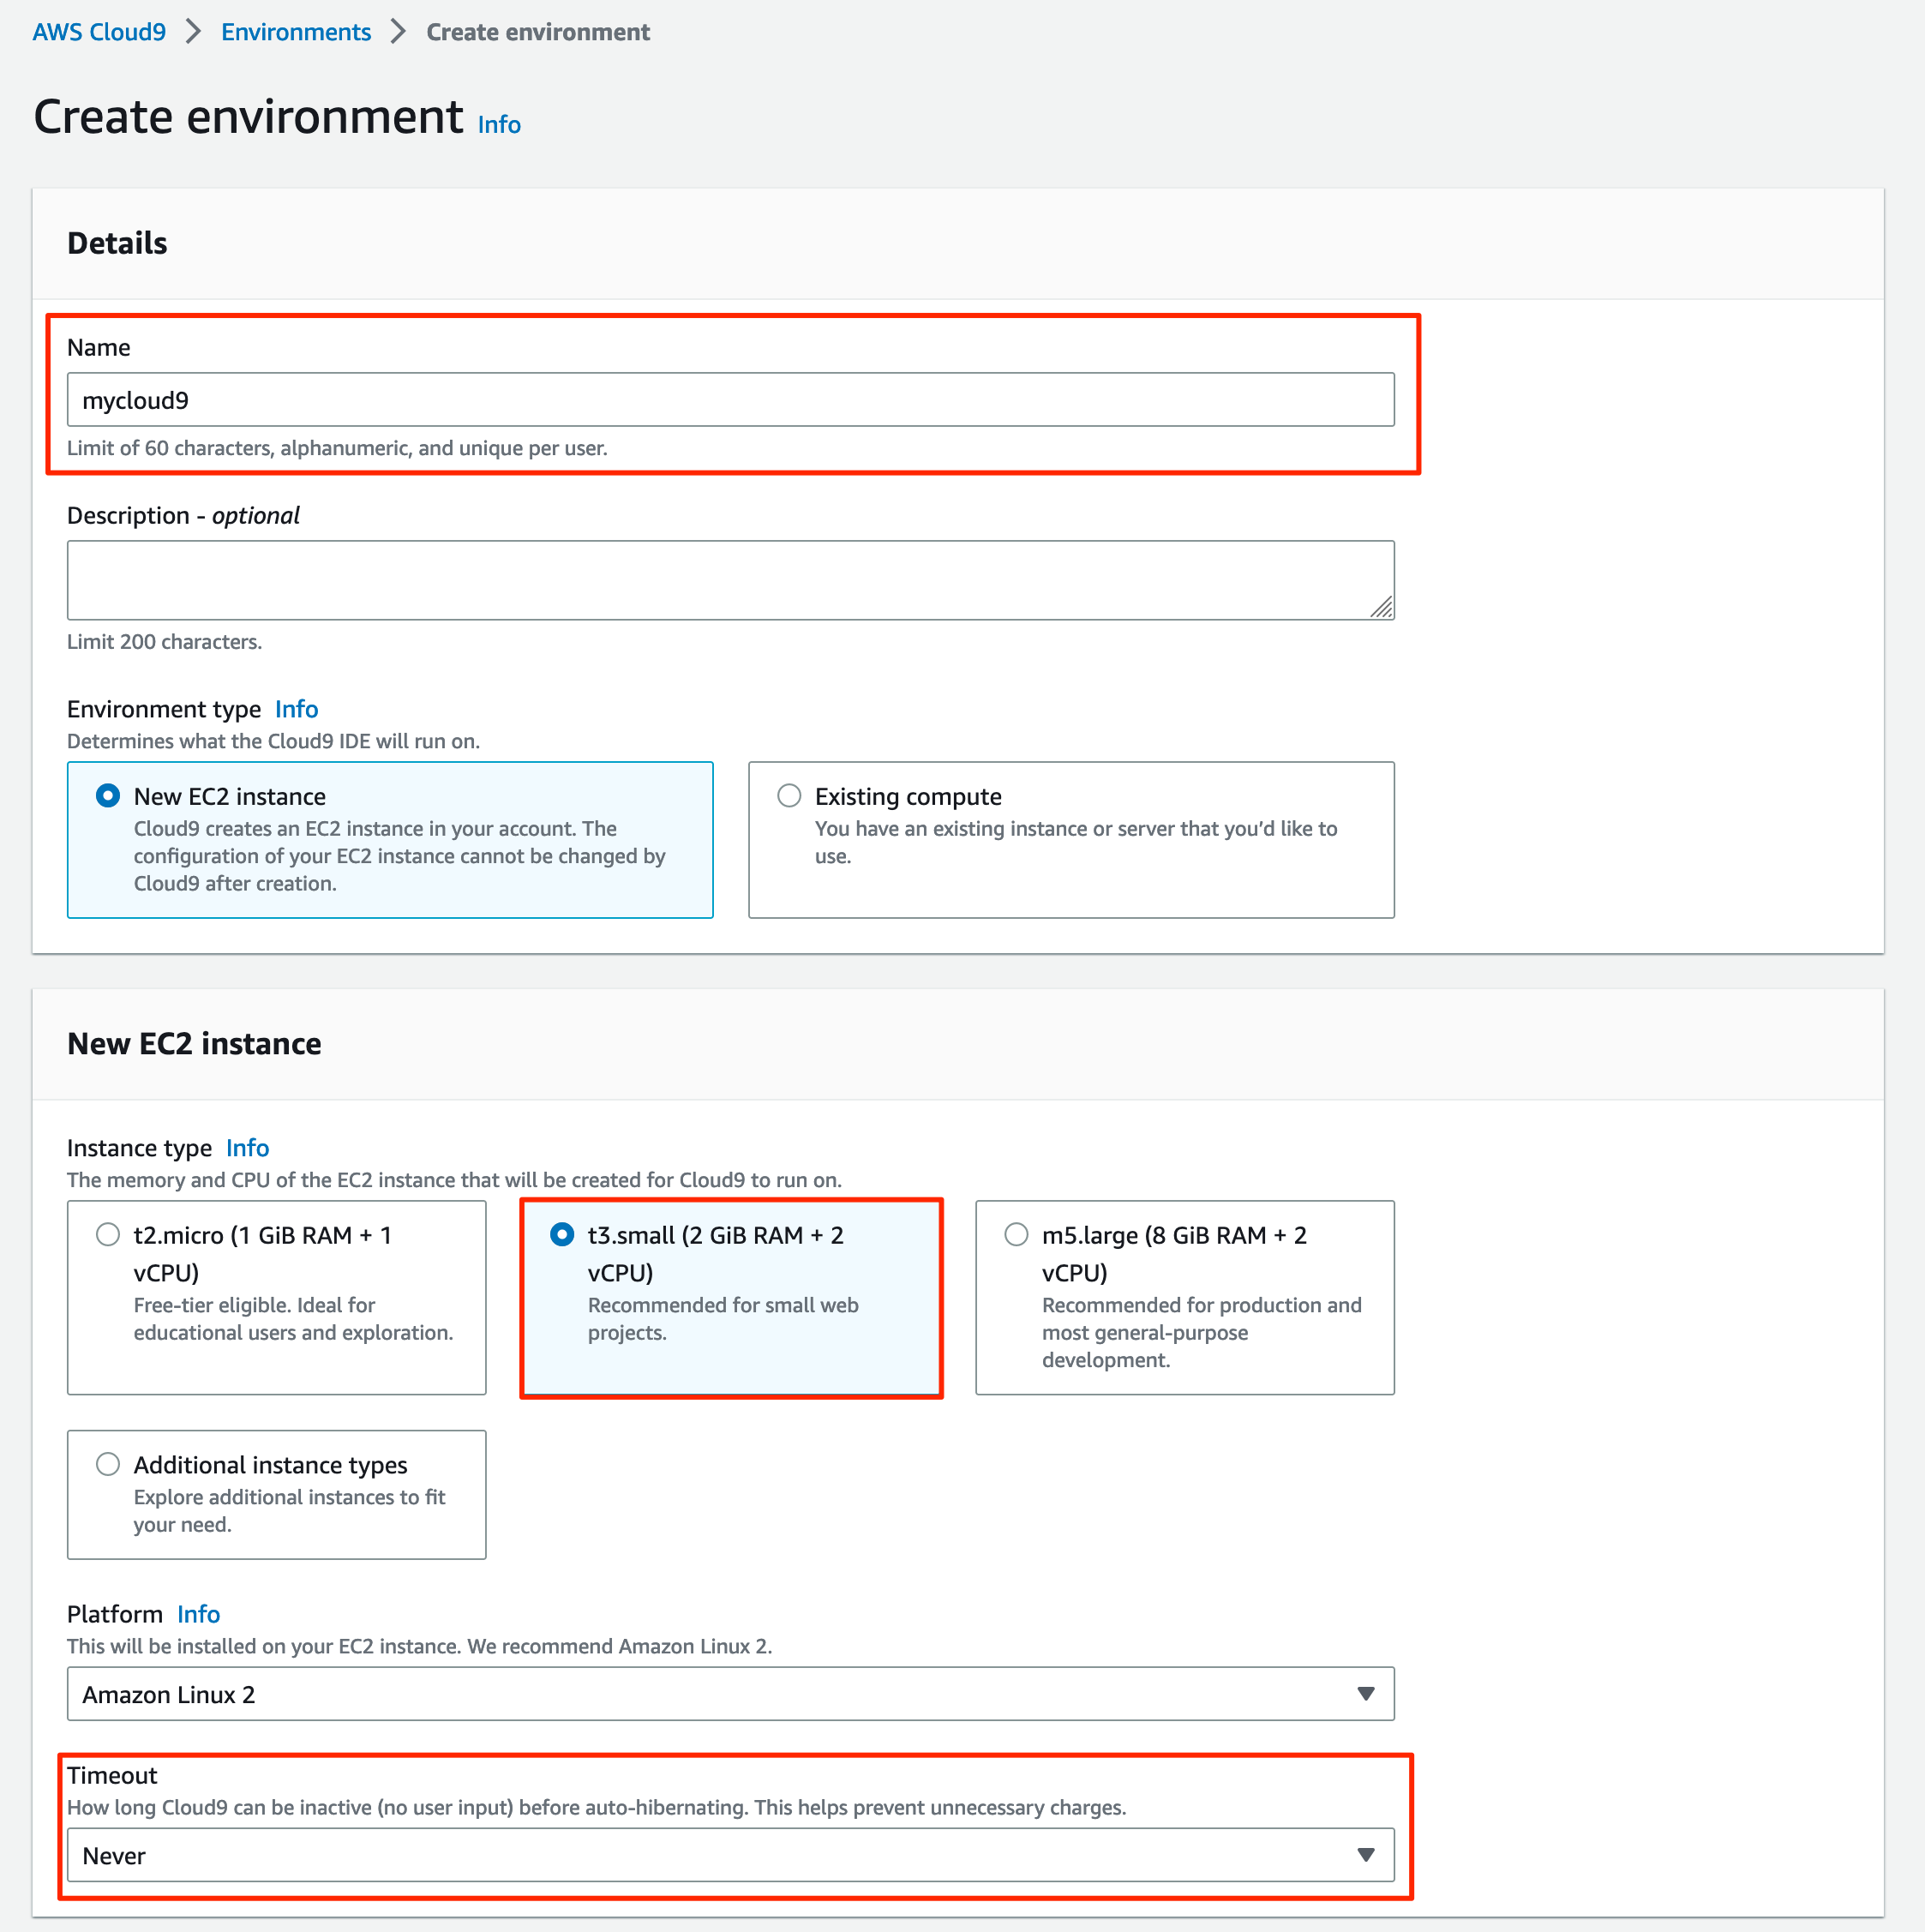 AWS Cloud9 > Environments > Create environment
Create environment Info
Details
Name
mycloud9
Limit of 60 characters, alphanumeric, and unique per user.
Description - optional
Limit 200 characters.
Environment type Info
Determines what the Cloud9 IDE will run on.
New EC2 instance
Cloud9 creates an EC2 instance in your account. The
configuration of your EC2 instance cannot be changed by
Cloud9 after creation.
Existing compute
You have an existing instance or server that you’d like to
use.
New EC2 instance
Instance type Info
The memory and CPU of the EC2 instance that will be created for Cloud9 to run on.
t2.micro (1 GiB RAM + 1
vCPU)
Free-tier eligible. Ideal for
educational users and exploration.
t3.small (2 GiB RAM + 2
vCPU)
Recommended for small web
projects.
m5.large (8 GiB RAM + 2
vCPU)
Recommended for production and
most general-purpose
development.
Additional instance types
Explore additional instances to fit
your need.
Platform Info
This will be installed on your EC2 instance. We recommend Amazon Linux 2.
Amazon Linux 2
Timeout
How long Cloud9 can be inactive (no user input) before auto-hibernating. This helps prevent unnecessary charges.
Never